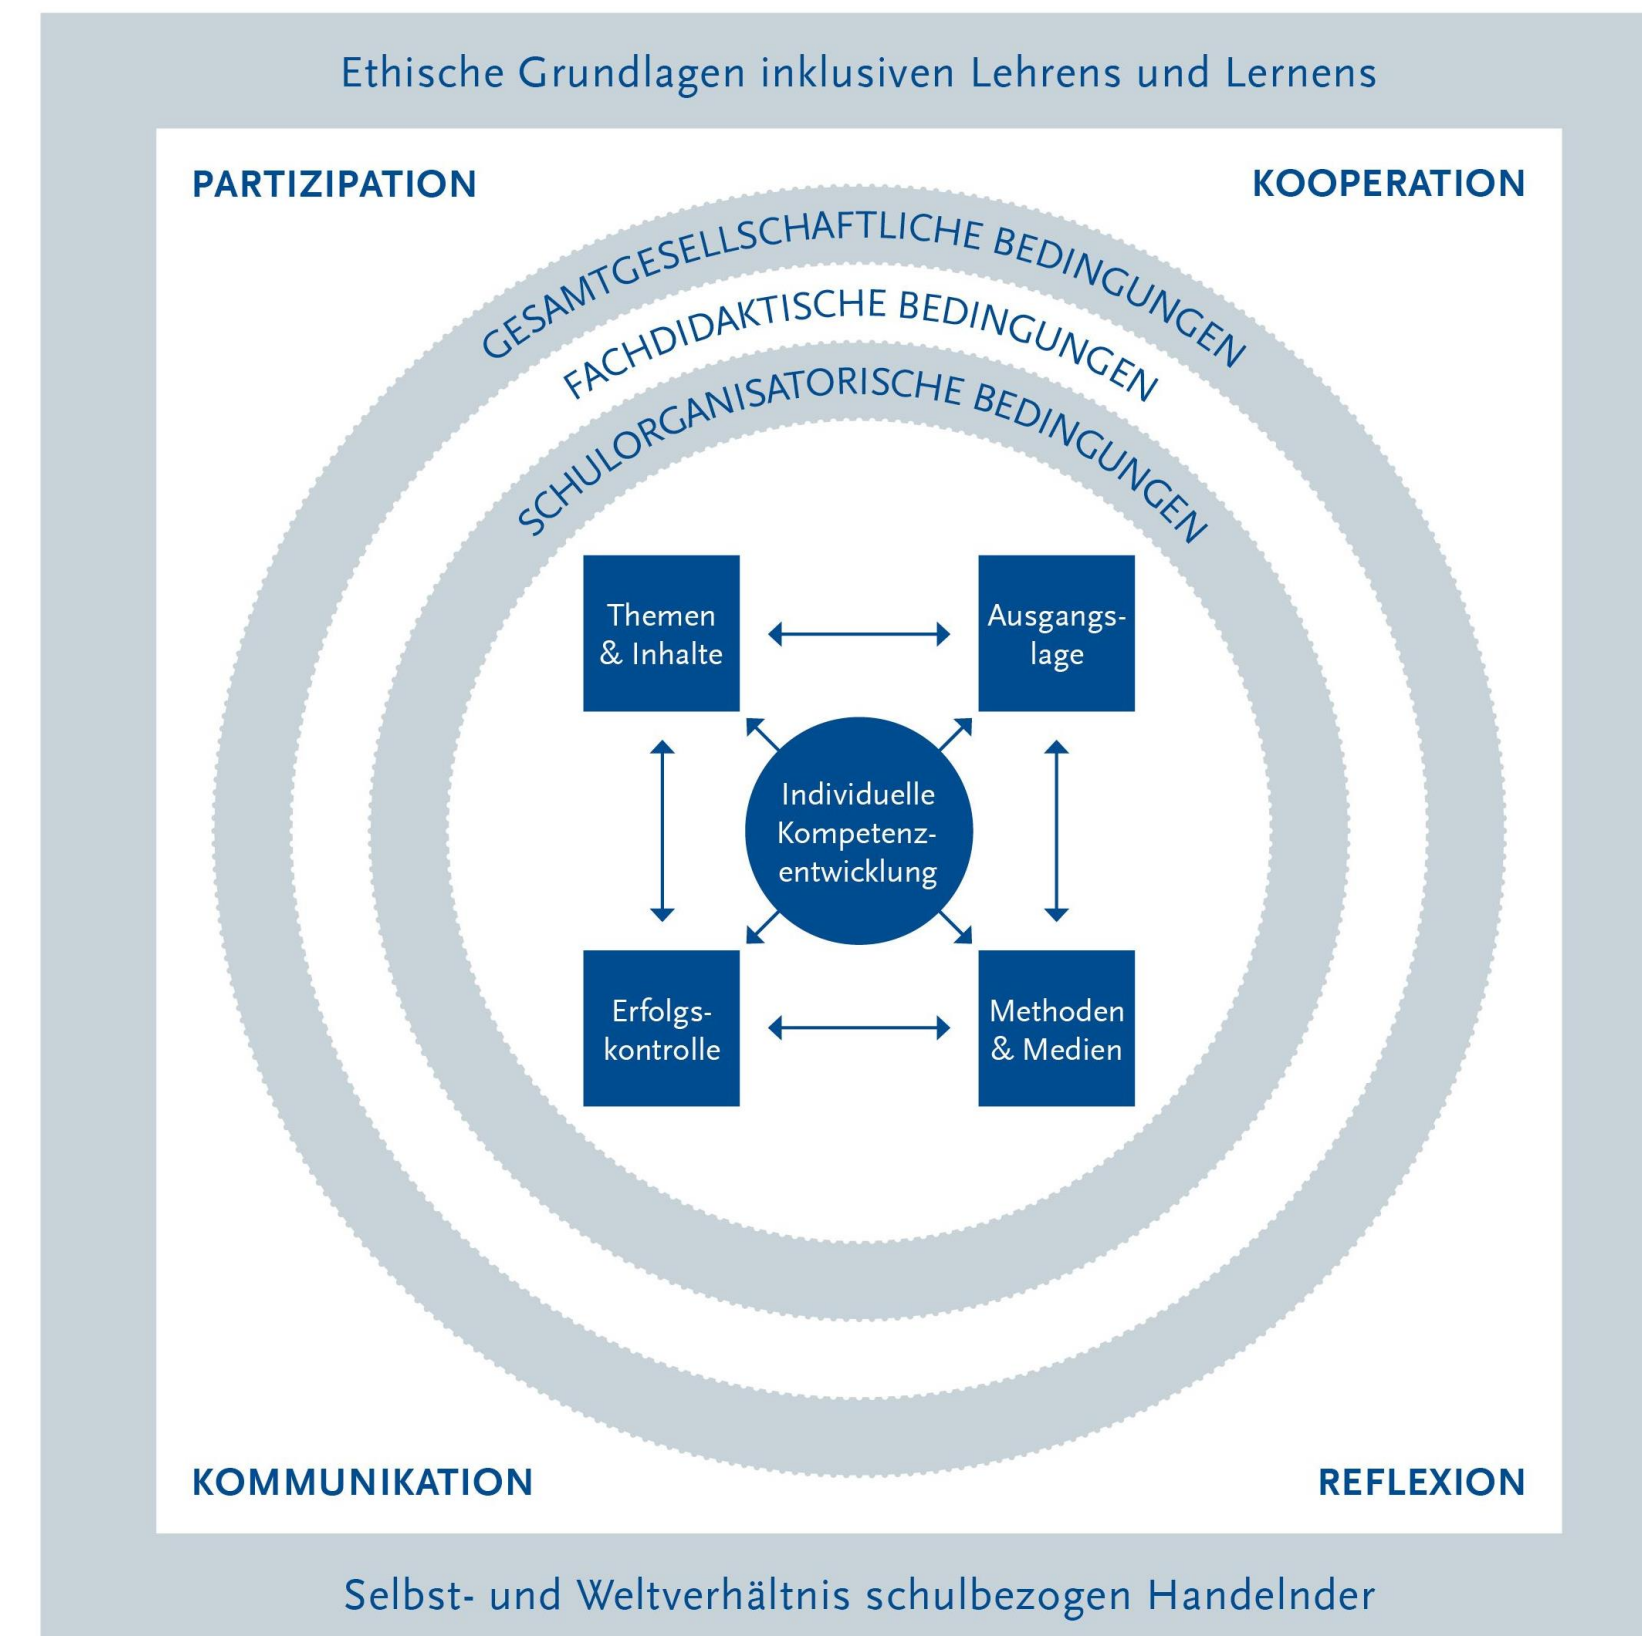 Ethische Grundlagen inklusiven Lehrens und Lernens
PARTIZIPATION
KOOPERATION
GESAMTGESELLSCHAFTLICHE BEDINGUNGEN
FACHDIDAKTISCHE BEDINGUNGEN
SCHULORGANISATORISCHE BEDINGUNGEN
Themen
& Inhalte
Ausgangs-
lage
Individuelle
Kompetenz-
entwicklung
Erfolgs-
kontrolle
Methoden
& Medien
KOMMUNIKATION
REFLEXION
Selbst- und Weltverhältnis schulbezogen Handelnder